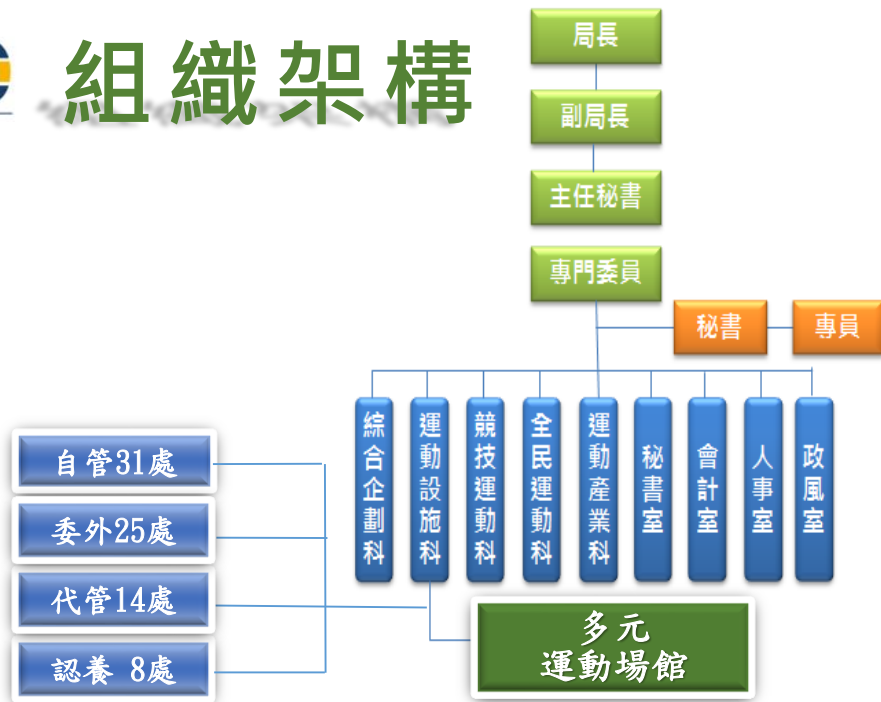 組織架構
局長
副局長
主任秘書
專門委員
秘書
專員
綜合企劃科
運動設施科
競技運動科
全民運動科
運動產業科
秘書室
會計室
人事室
政風室
自管31處
委外25處
代管14處
認養 8處
多元
運動場館